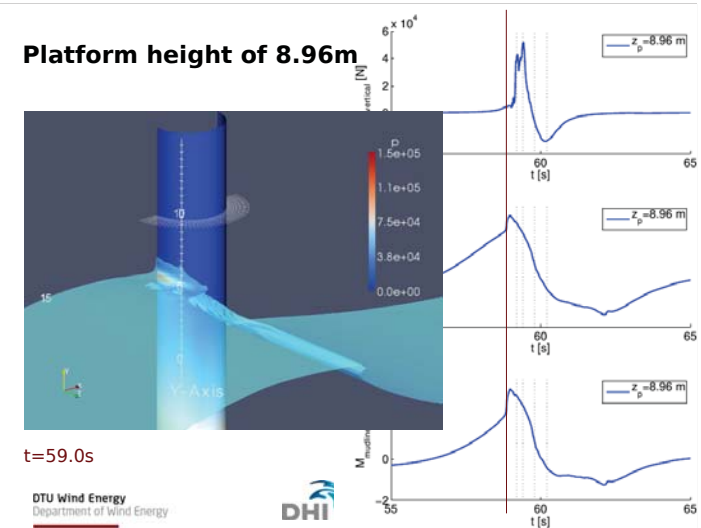 Platform height of 8.96m
x 10^4
6
4
2
0
F_vertical [N]
z_p=8.96 m
60
65
t [s]
p
1.5e+05
1.1e+05
7.5e+04
3.8e+04
0.0e+00
10
15
0
Y-Axis
Y
z_p=8.96 m
60
65
t [s]
z_p=8.96 m
M_mudline
0
−2
55
60
65
t [s]
t=59.0s
DTU Wind Energy
Department of Wind Energy
DHI